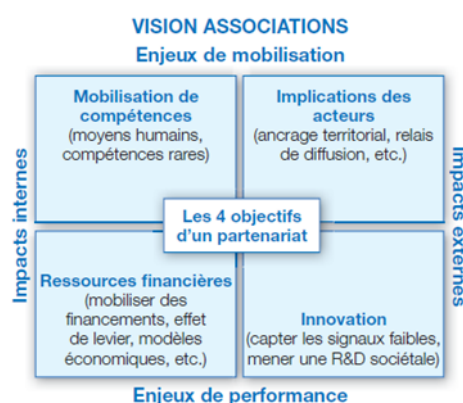 VISION ASSOCIATIONS
Enjeux de mobilisation
Impacts internes
Mobilisation de
compétences
(moyens humains,
compétences rares)
Implications des
acteurs
(ancrage territorial, relais
de diffusion, etc.)
Impacts externes
Les 4 objectifs
d'un partenariat
Ressources financières
(mobiliser des
financements, effet
de levier, modèles
économiques, etc.)
Innovation
(capter les signaux faibles,
mener une R&D sociétale)
Enjeux de performance